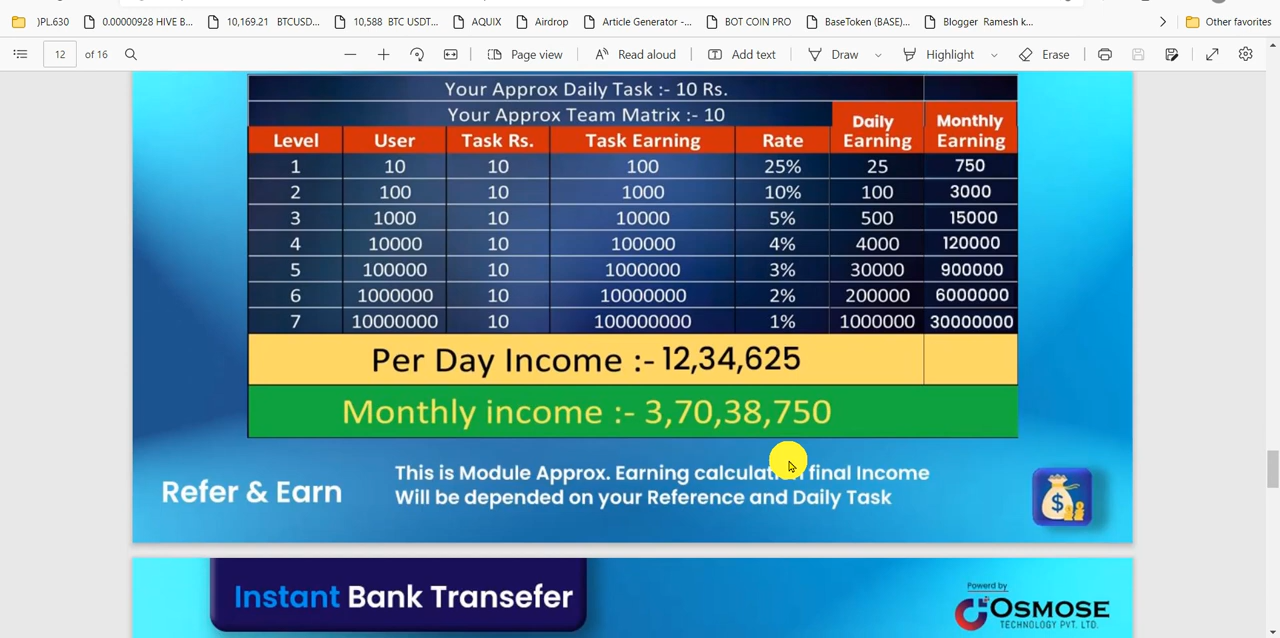 )PL.630
0.00000928 HIVE B...
10,169.21 BTCUSD...
10,588 BTC USDT...
AQUIX
Airdrop
Article Generator -...
BOT COIN PRO
BaseToken (BASE)...
Blogger Ramesh k...
Other favorites
12 of 16
Page view
Read aloud
Add text
Draw
Highlight
Erase
Your Approx Daily Task :- 10 Rs.
Your Approx Team Matrix :- 10
Level User Task Rs. Task Earning Rate Daily Earning Monthly Earning
1 10 10 100 25% 25 750
2 100 10 1000 10% 100 3000
3 1000 10 10000 5% 500 15000
4 10000 10 100000 4% 4000 120000
5 100000 10 1000000 3% 30000 900000
6 1000000 10 10000000 2% 200000 6000000
7 10000000 10 100000000 1% 1000000 30000000
Per Day Income :- 12,34,625
Monthly income :- 3,70,38,750
Refer & Earn
This is Module Approx. Earning calculation final Income
Will be depended on your Reference and Daily Task
Instant Bank Transefer
Powerd by
OSMOSE
TECHNOLOGY PVT. LTD.